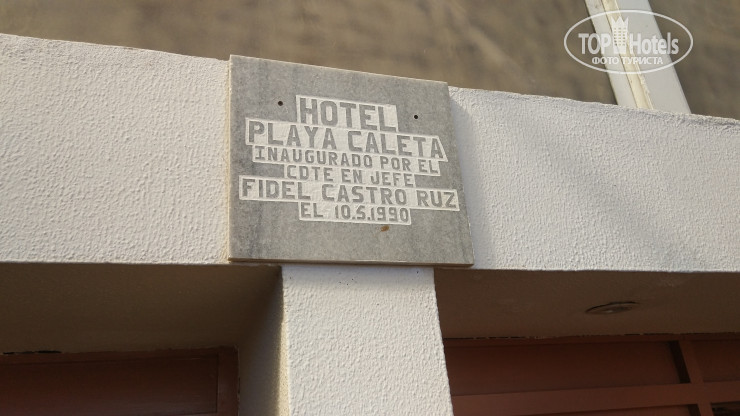 TOP Hotels
ФОТО ТУРИСТА
HOTEL
PLAYA CALETA
INAUGURADO POR EL
CDTE EN JEFE
FIDEL CASTRO RUZ
EL 10.5.1990